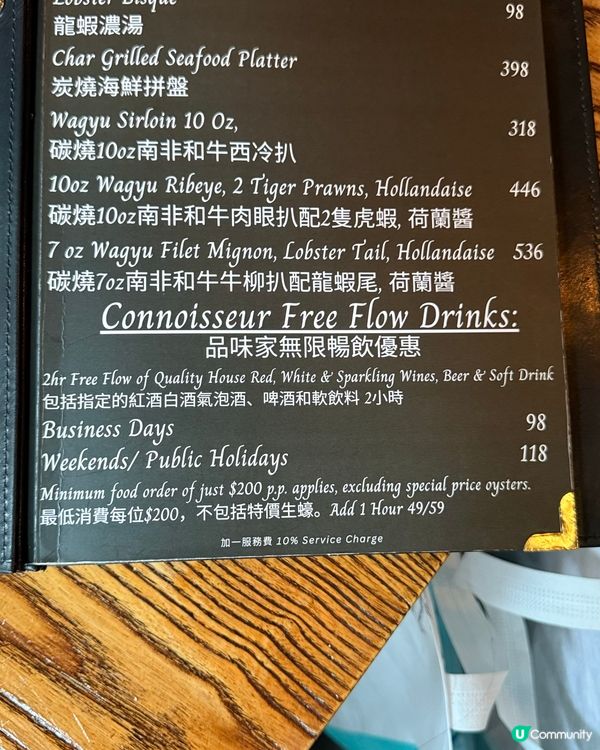 Lobster Bisque 98
龍蝦濃湯
Char Grilled Seafood Platter 398
炭燒海鮮拼盤
Wagyu Sirloin 10 Oz, 318
碳燒10oz南非和牛西冷扒
10oz Wagyu Ribeye, 2 Tiger Prawns, Hollandaise 446
碳燒10oz南非和牛肉眼扒配2隻虎蝦, 荷蘭醬
7 oz Wagyu Filet Mignon, Lobster Tail, Hollandaise 536
碳燒7oz南非和牛牛柳扒配龍蝦尾, 荷蘭醬
Connoisseur Free Flow Drinks:
品味家無限暢飲優惠
2hr Free Flow of Quality House Red, White & Sparkling Wines, Beer & Soft Drink
包括指定的紅酒白酒氣泡酒、啤酒和軟飲料 2小時
Business Days 98
Weekends/ Public Holidays 118
Minimum food order of just $200 p.p. applies, excluding special price oysters.
最低消費每位$200，不包括特價生蠔。Add 1 Hour 49/59
加一服務費 10% Service Charge
U Community